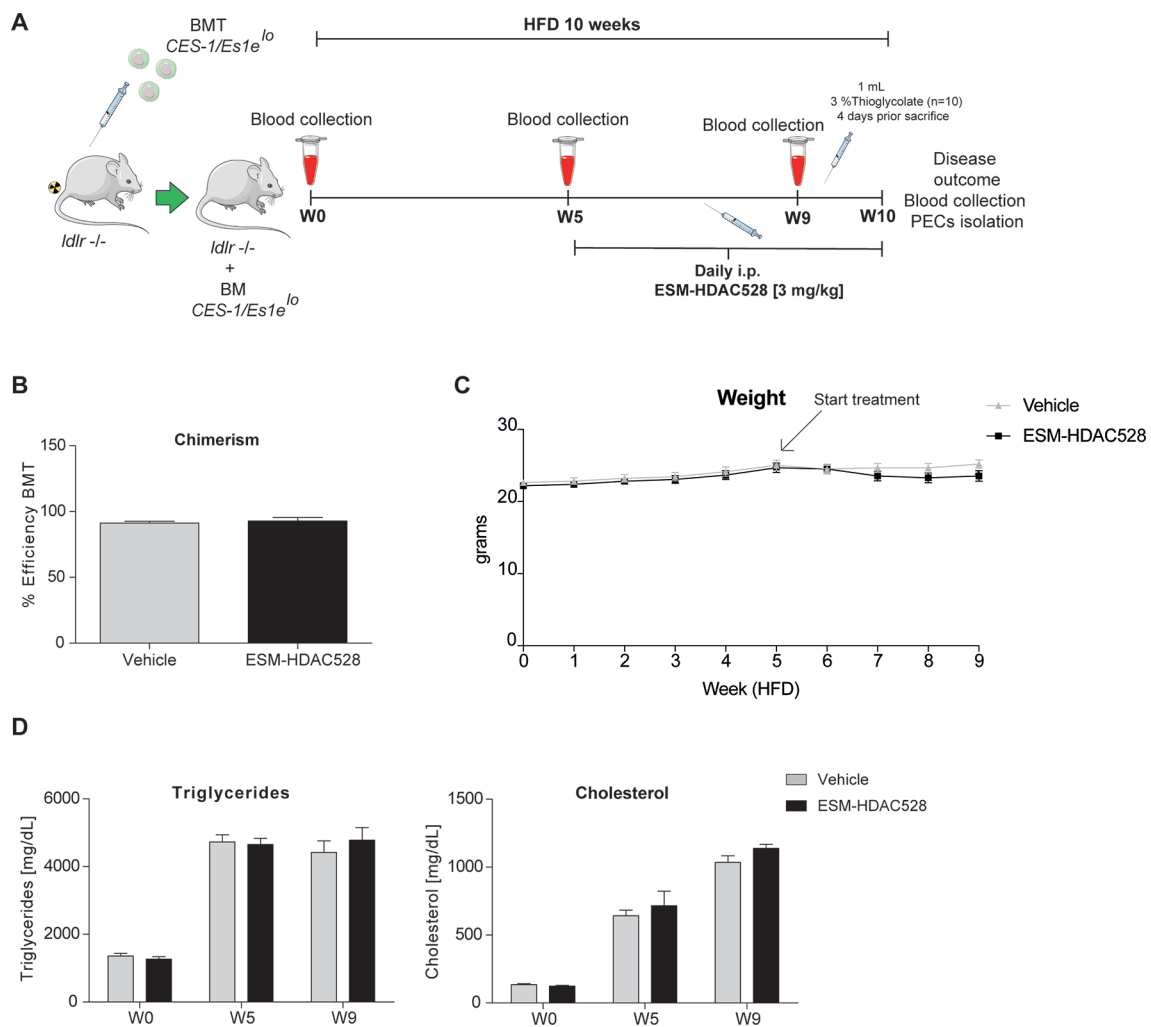 A
BMT
CES-1/Es1e^lo
HFD 10 weeks
1 mL
3 %Thioglycolate (n=10)
4 days prior sacrifice
Blood collection
Blood collection
Blood collection
Disease
outcome
Blood collection
PECs isolation
W0
W5
W9
W10
ldlr -/-
ldlr -/-
+
BM
CES-1/Es1e^lo
Daily i.p.
ESM-HDAC528 [3 mg/kg]
B
Chimerism
% Efficiency BMT
150
100
50
0
Vehicle
ESM-HDAC528
C
Weight
Start treatment
Vehicle
ESM-HDAC528
grams
30
20
10
0
0 1 2 3 4 5 6 7 8 9
Week (HFD)
D
Triglycerides
Triglycerides [mg/dL]
6000
4000
2000
0
W0 W5 W9
Cholesterol
Cholesterol [mg/dL]
1500
1000
500
0
W0 W5 W9
Vehicle
ESM-HDAC528